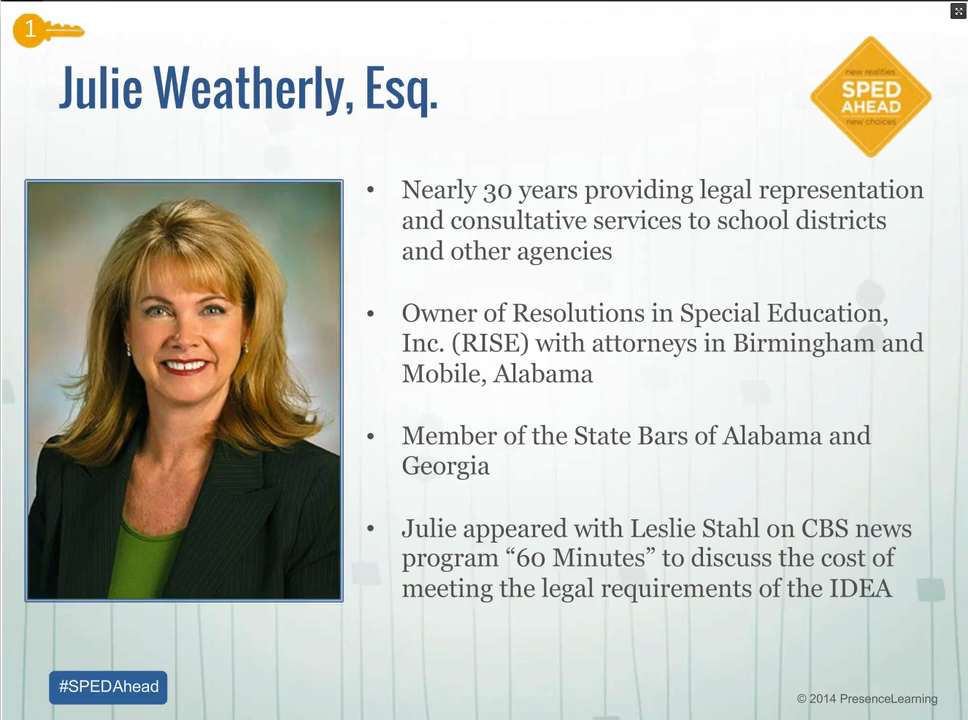 1
Julie Weatherly, Esq.
new realities
SPED
AHEAD
new choices
• Nearly 30 years providing legal representation
and consultative services to school districts
and other agencies
• Owner of Resolutions in Special Education,
Inc. (RISE) with attorneys in Birmingham and
Mobile, Alabama
• Member of the State Bars of Alabama and
Georgia
• Julie appeared with Leslie Stahl on CBS news
program “60 Minutes” to discuss the cost of
meeting the legal requirements of the IDEA
#SPEDAhead
© 2014 PresenceLearning